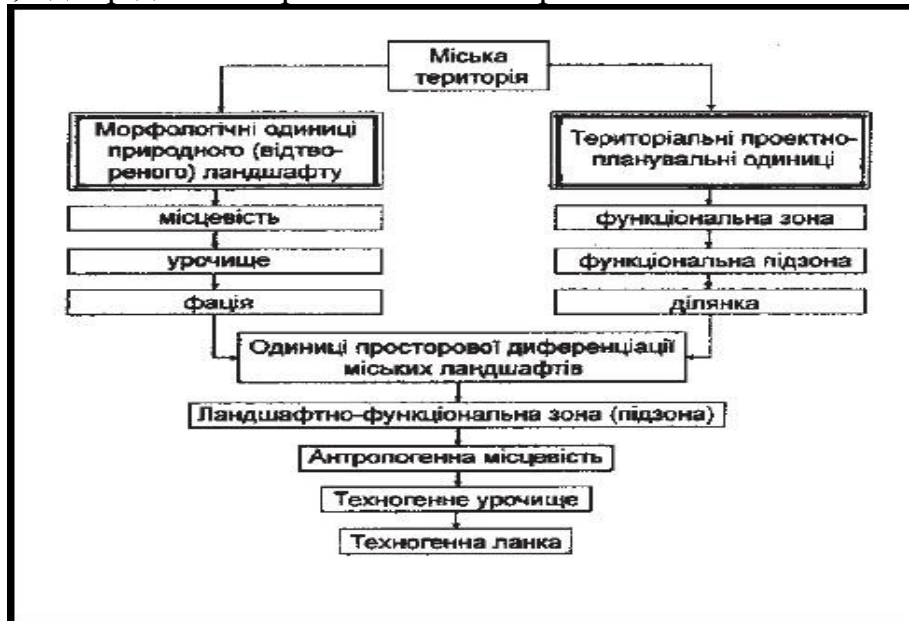 Міська
територія
Морфологічні одиниці
природного (відтво-
реного) ландшафту
Територіальні проектно-
планувальні одиниці
місцевість
функціональна зона
урочище
функціональна підзона
фація
ділянка
Одиниці просторової диференціації
міських ландшафтів
Ландшафтно-функціональна зона (підзона)
Антропогенна місцевість
Техногенне урочище
Техногенна ланка